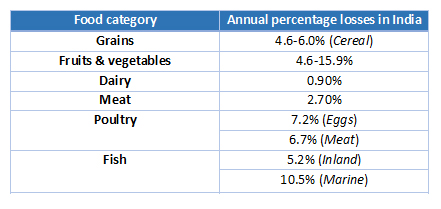 Food category Annual percentage losses in India
Grains 4.6-6.0% (Cereal)
Fruits & vegetables 4.6-15.9%
Dairy 0.90%
Meat 2.70%
Poultry 7.2% (Eggs)
6.7% (Meat)
Fish 5.2% (Inland)
10.5% (Marine)